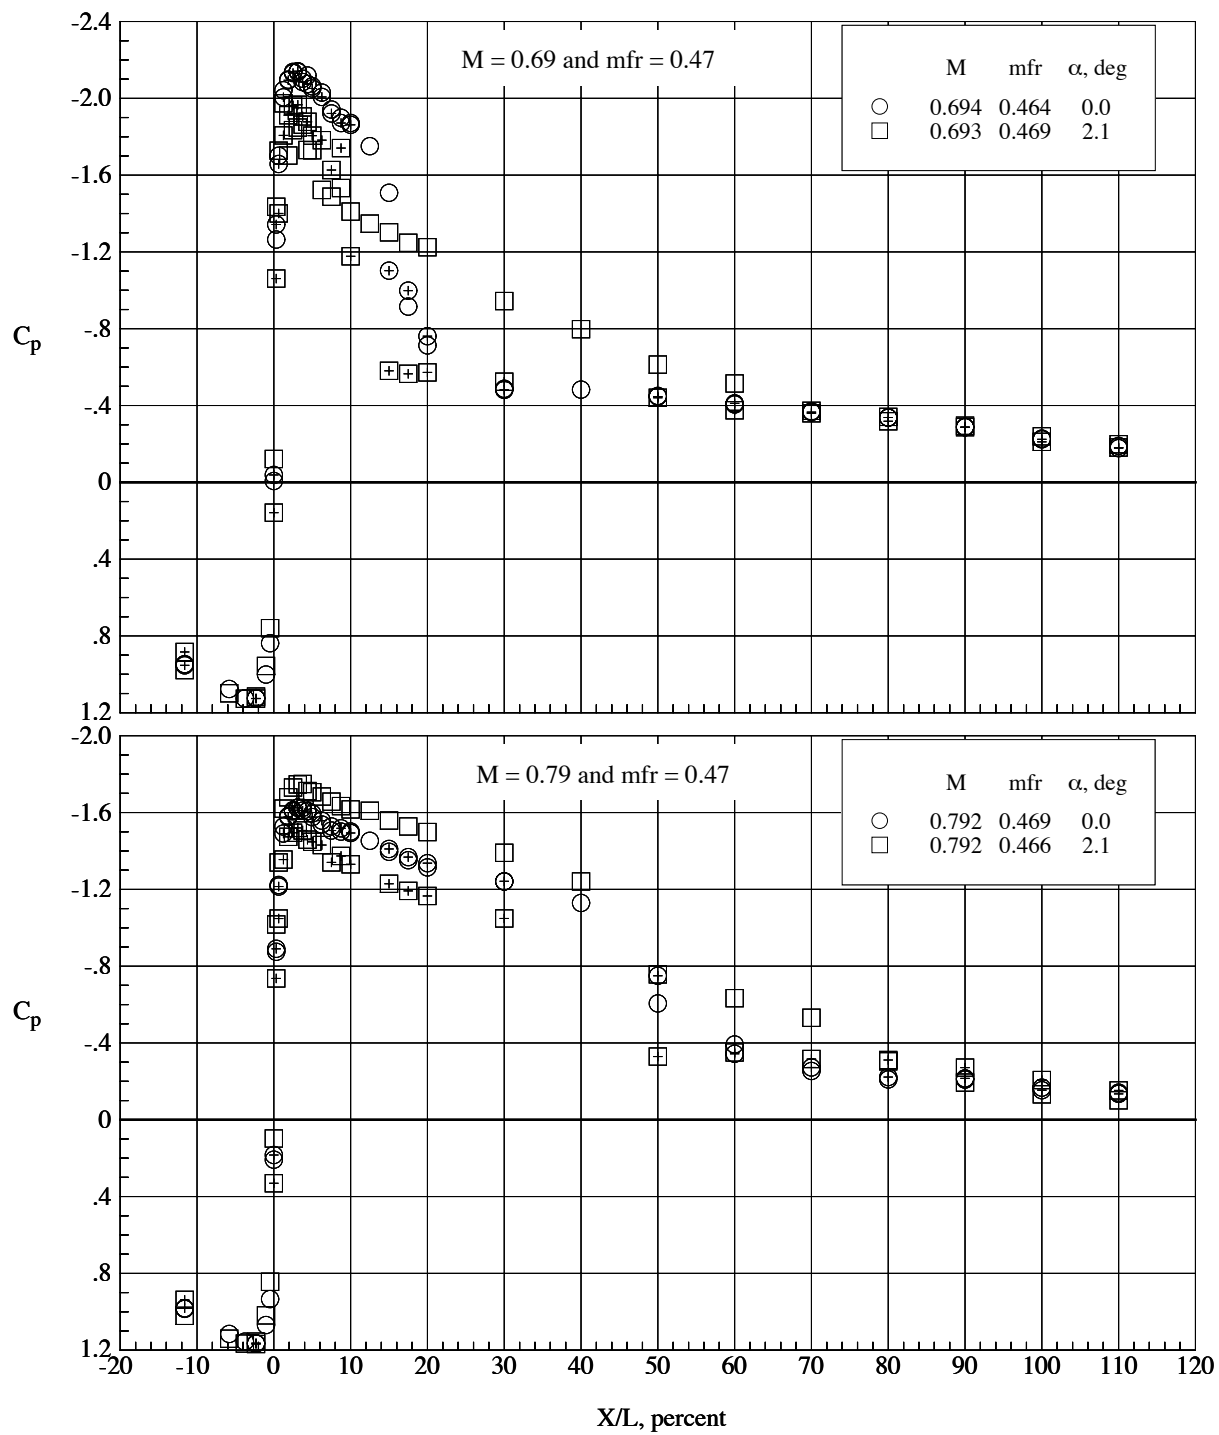 -2.4
M = 0.69 and mfr = 0.47
M mfr α, deg
0.694 0.464 0.0
0.693 0.469 2.1
-2.0
-1.6
-1.2
-.8
Cp
-.4
0
.4
.8
1.2
-2.0
M = 0.79 and mfr = 0.47
M mfr α, deg
0.792 0.469 0.0
0.792 0.466 2.1
-1.6
-1.2
-.8
Cp
-.4
0
.4
.8
1.2
-20 -10 0 10 20 30 40 50 60 70 80 90 100 110 120
X/L, percent